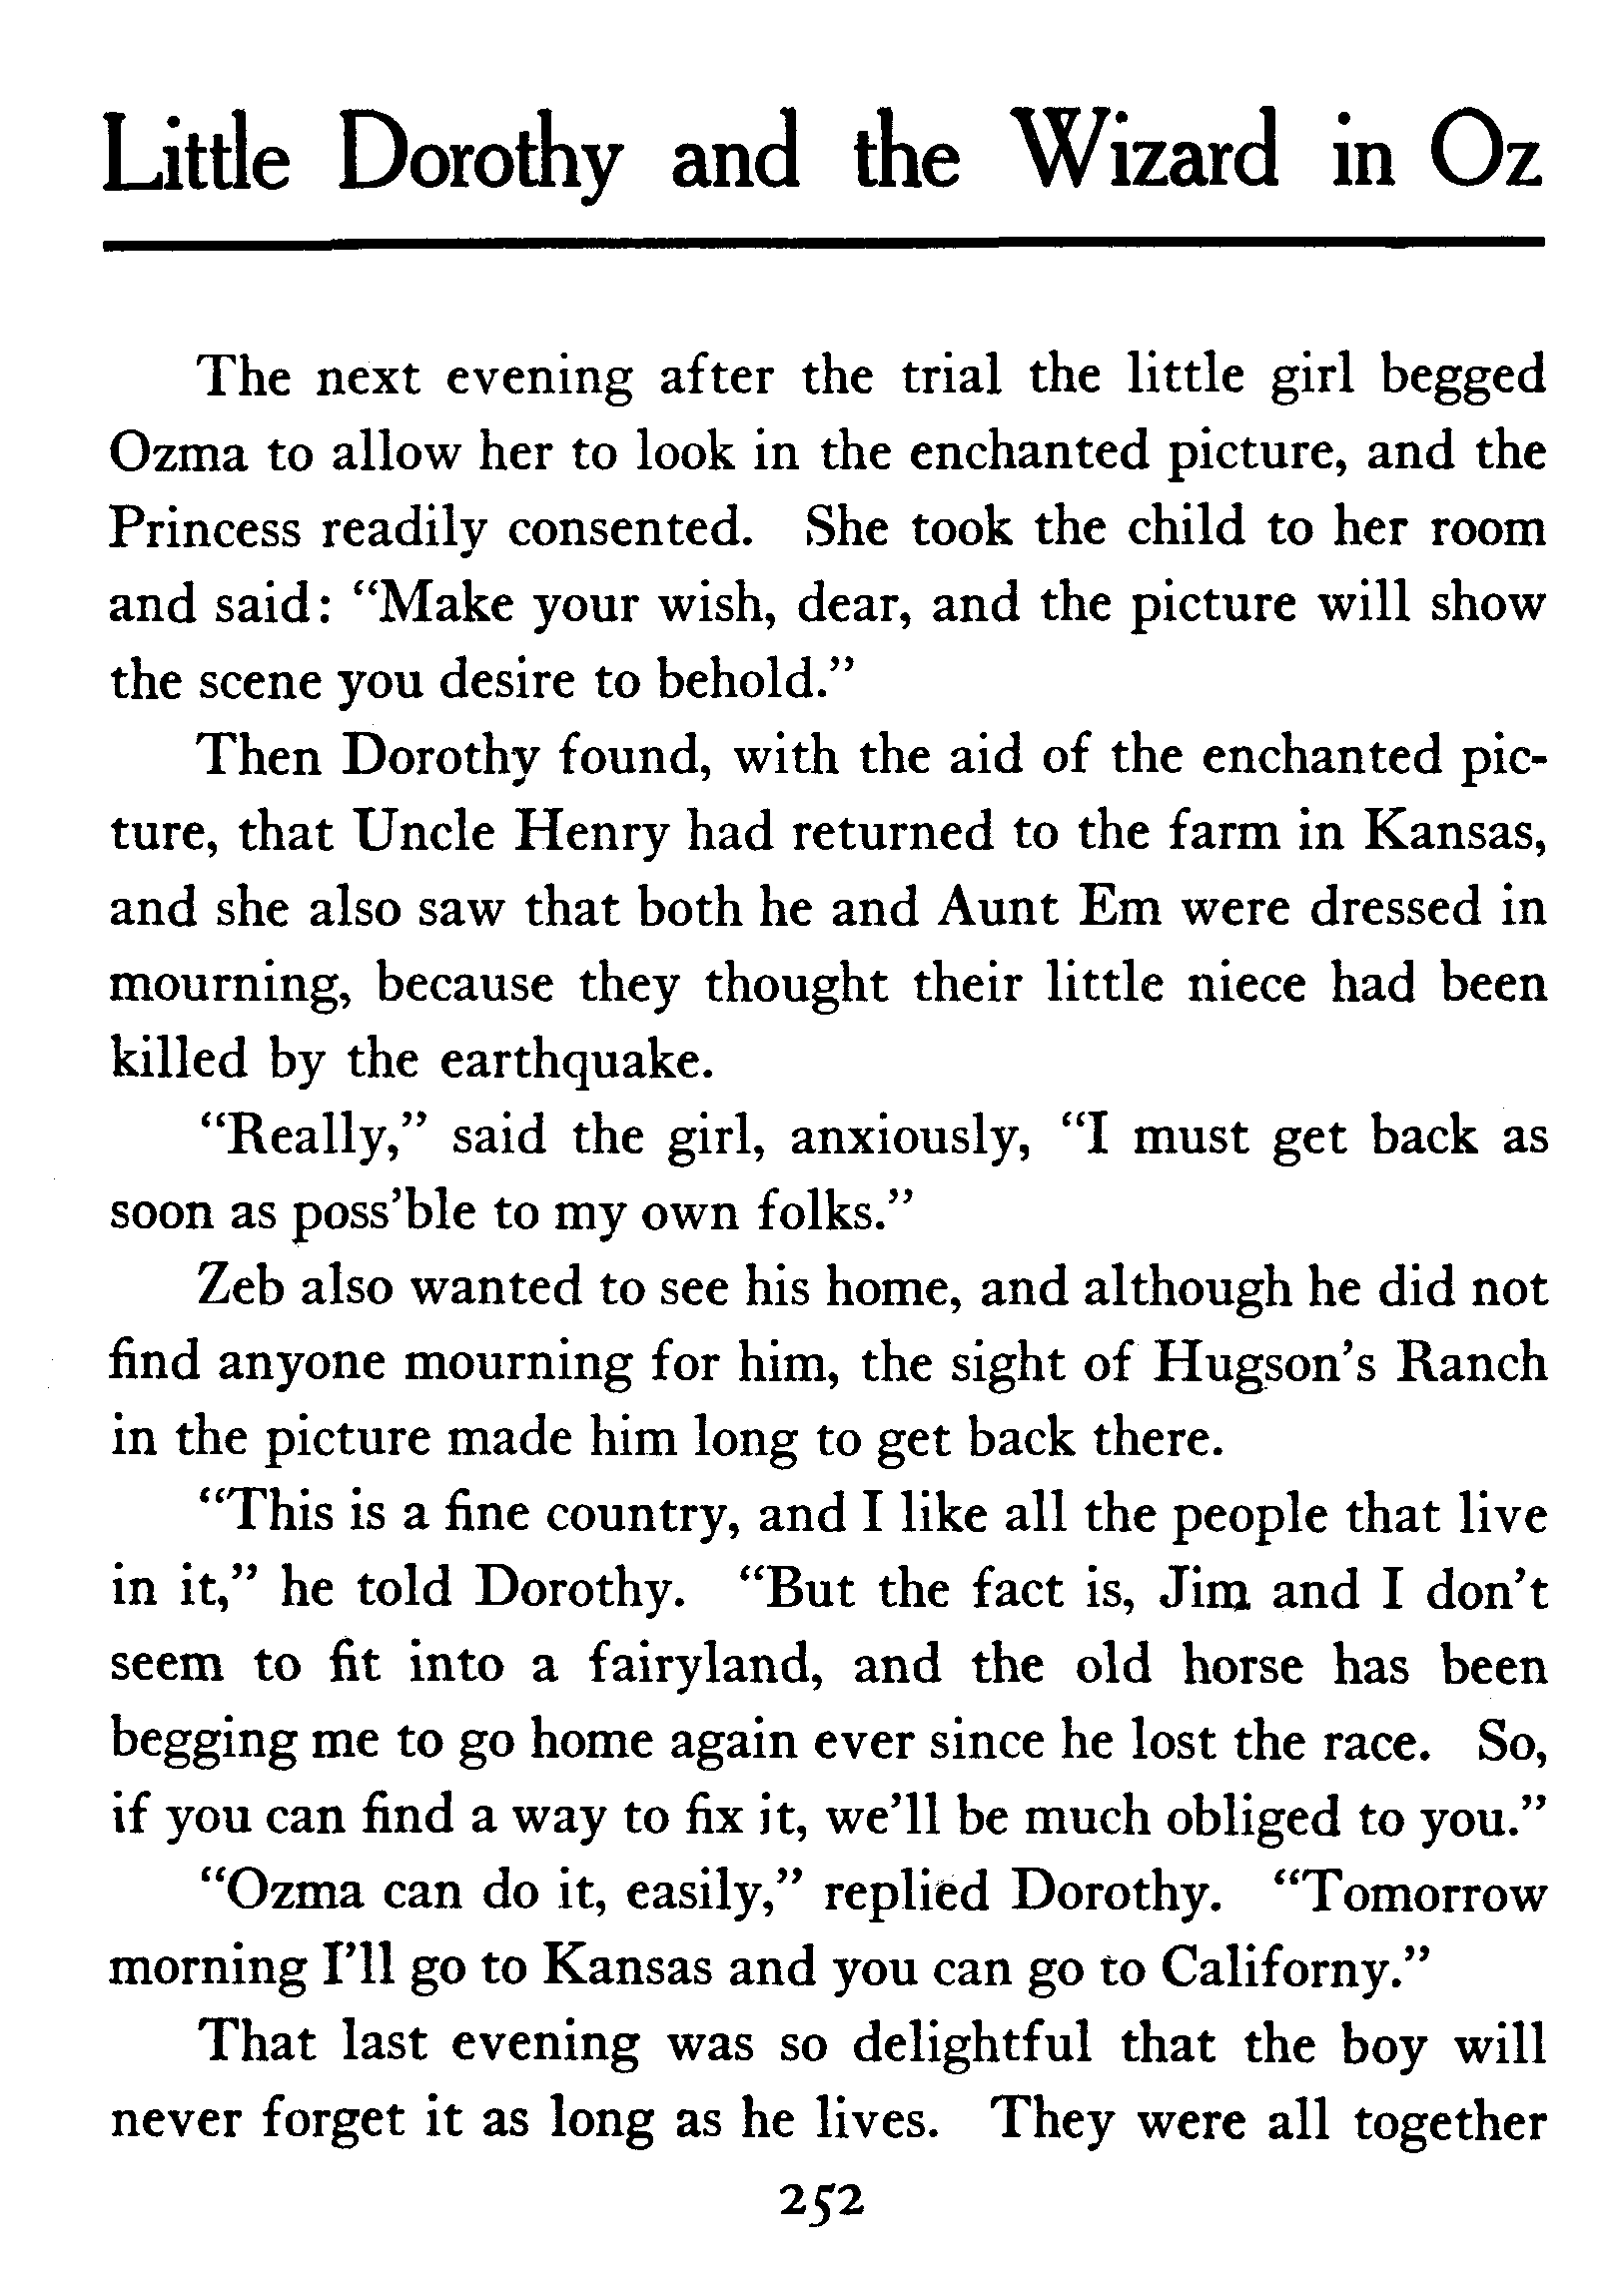 Little Dorothy and the Wizard in Oz
The next evening after the trial the little girl begged
Ozma to allow her to look in the enchanted picture, and the
Princess readily consented. She took the child to her room
and said: “Make your wish, dear, and the picture will show
the scene you desire to behold.”
Then Dorothy found, with the aid of the enchanted pic-
ture, that Uncle Henry had returned to the farm in Kansas,
and she also saw that both he and Aunt Em were dressed in
mourning, because they thought their little niece had been
killed by the earthquake.
“Really,” said the girl, anxiously, “I must get back as
soon as poss’ble to my own folks.”
Zeb also wanted to see his home, and although he did not
find anyone mourning for him, the sight of Hugson’s Ranch
in the picture made him long to get back there.
“This is a fine country, and I like all the people that live
in it,” he told Dorothy. “But the fact is, Jim and I don’t
seem to fit into a fairyland, and the old horse has been
begging me to go home again ever since he lost the race. So,
if you can find a way to fix it, we’ll be much obliged to you.”
“Ozma can do it, easily,” replied Dorothy. “Tomorrow
morning I’ll go to Kansas and you can go to Californy.”
That last evening was so delightful that the boy will
never forget it as long as he lives. They were all together
252